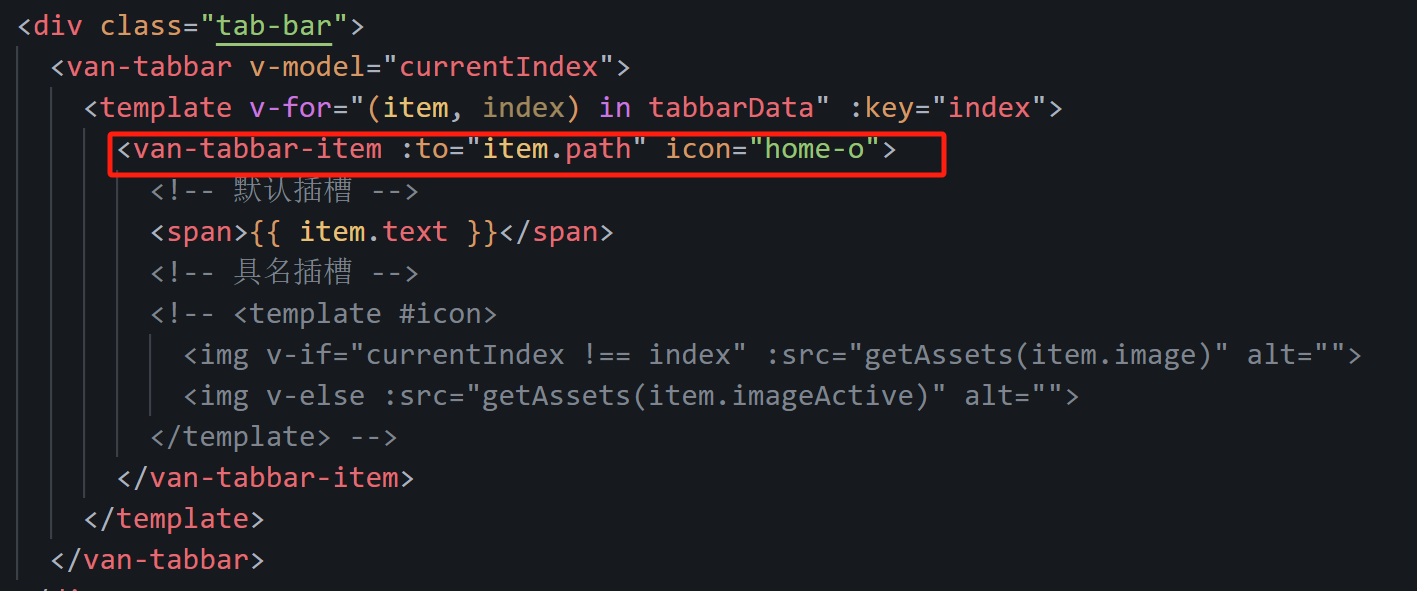 <div class="tab-bar">
<van-tabbar v-model="currentIndex">
<template v-for="(item, index) in tabbarData" :key="index">
<van-tabbar-item :to="item.path" icon="home-o">
<!-- 默认插槽 -->
<span>{{ item.text }}</span>
<!-- 具名插槽 -->
<!-- <template #icon>
<img v-if="currentIndex !== index" :src="getAssets(item.image)" alt="">
<img v-else :src="getAssets(item.imageActive)" alt="">
</template> -->
</van-tabbar-item>
</template>
</van-tabbar>